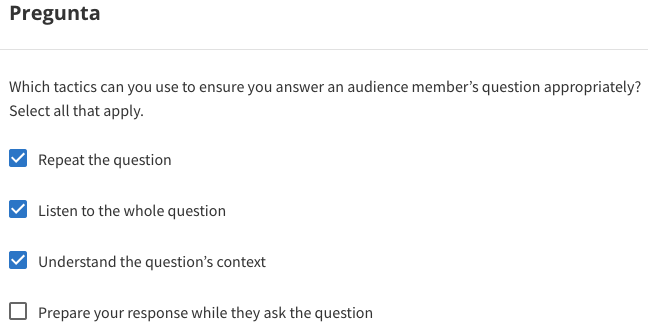 Pregunta
Which tactics can you use to ensure you answer an audience member’s question appropriately?
Select all that apply.
Repeat the question
Listen to the whole question
Understand the question’s context
Prepare your response while they ask the question